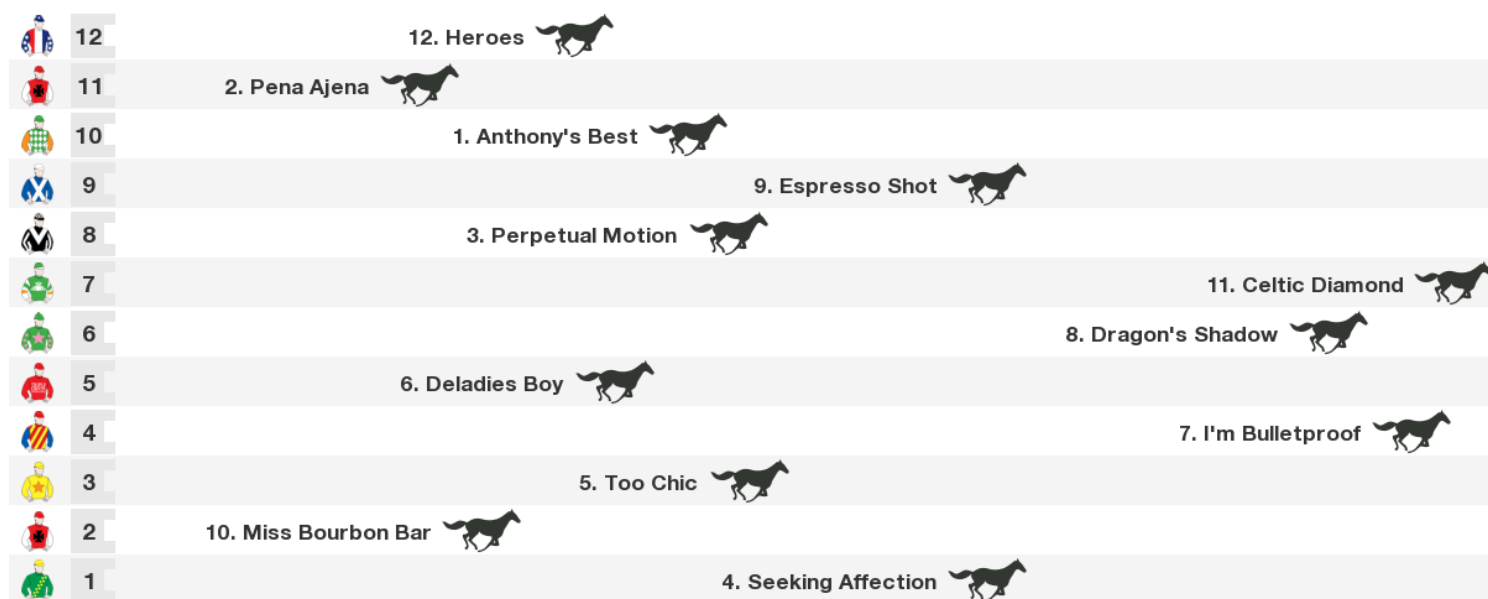 12 12. Heroes
11 2. Pena Ajena
10 1. Anthony's Best
9 9. Espresso Shot
8 3. Perpetual Motion
7 11. Celtic Diamond
6 8. Dragon's Shadow
5 6. Deladies Boy
4 7. I'm Bulletproof
3 5. Too Chic
2 10. Miss Bourbon Bar
1 4. Seeking Affection